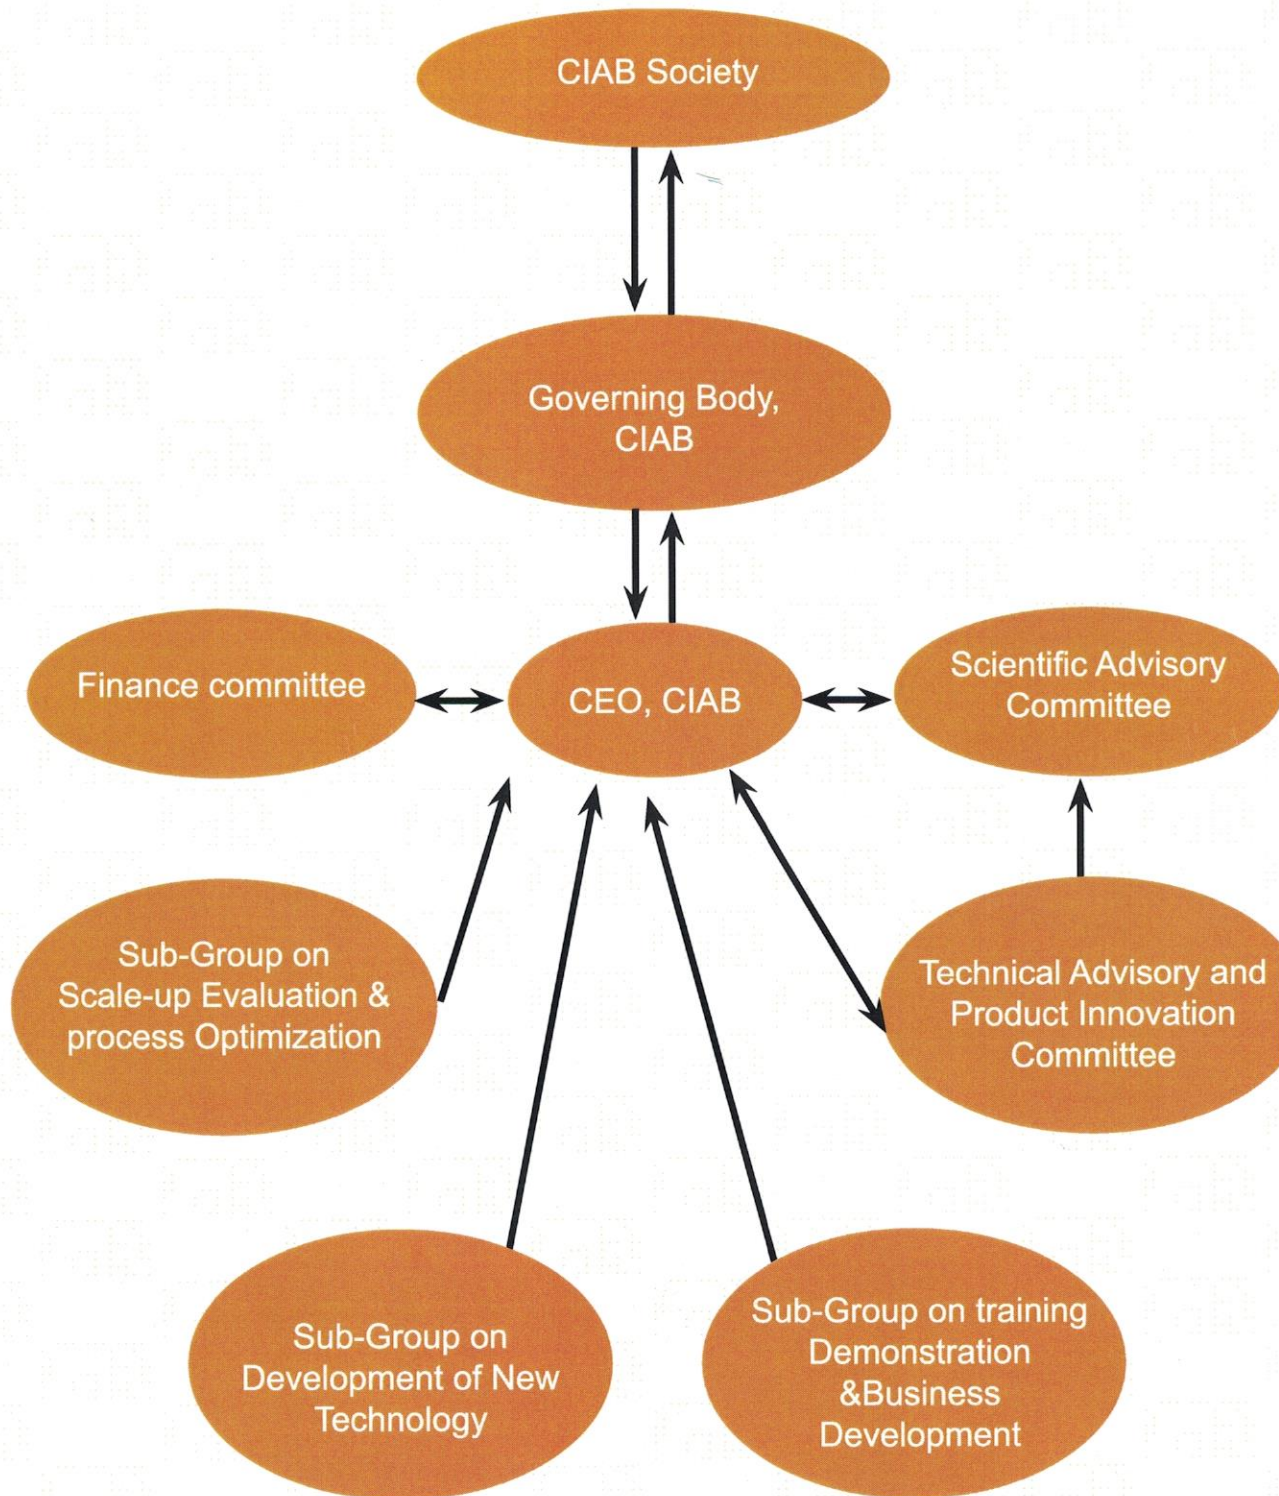 CIAB Society
Governing Body,
CIAB
Finance committee
CEO, CIAB
Scientific Advisory
Committee
Sub-Group on
Scale-up Evaluation &
process Optimization
Technical Advisory and
Product Innovation
Committee
Sub-Group on
Development of New
Technology
Sub-Group on training
Demonstration
&Business
Development